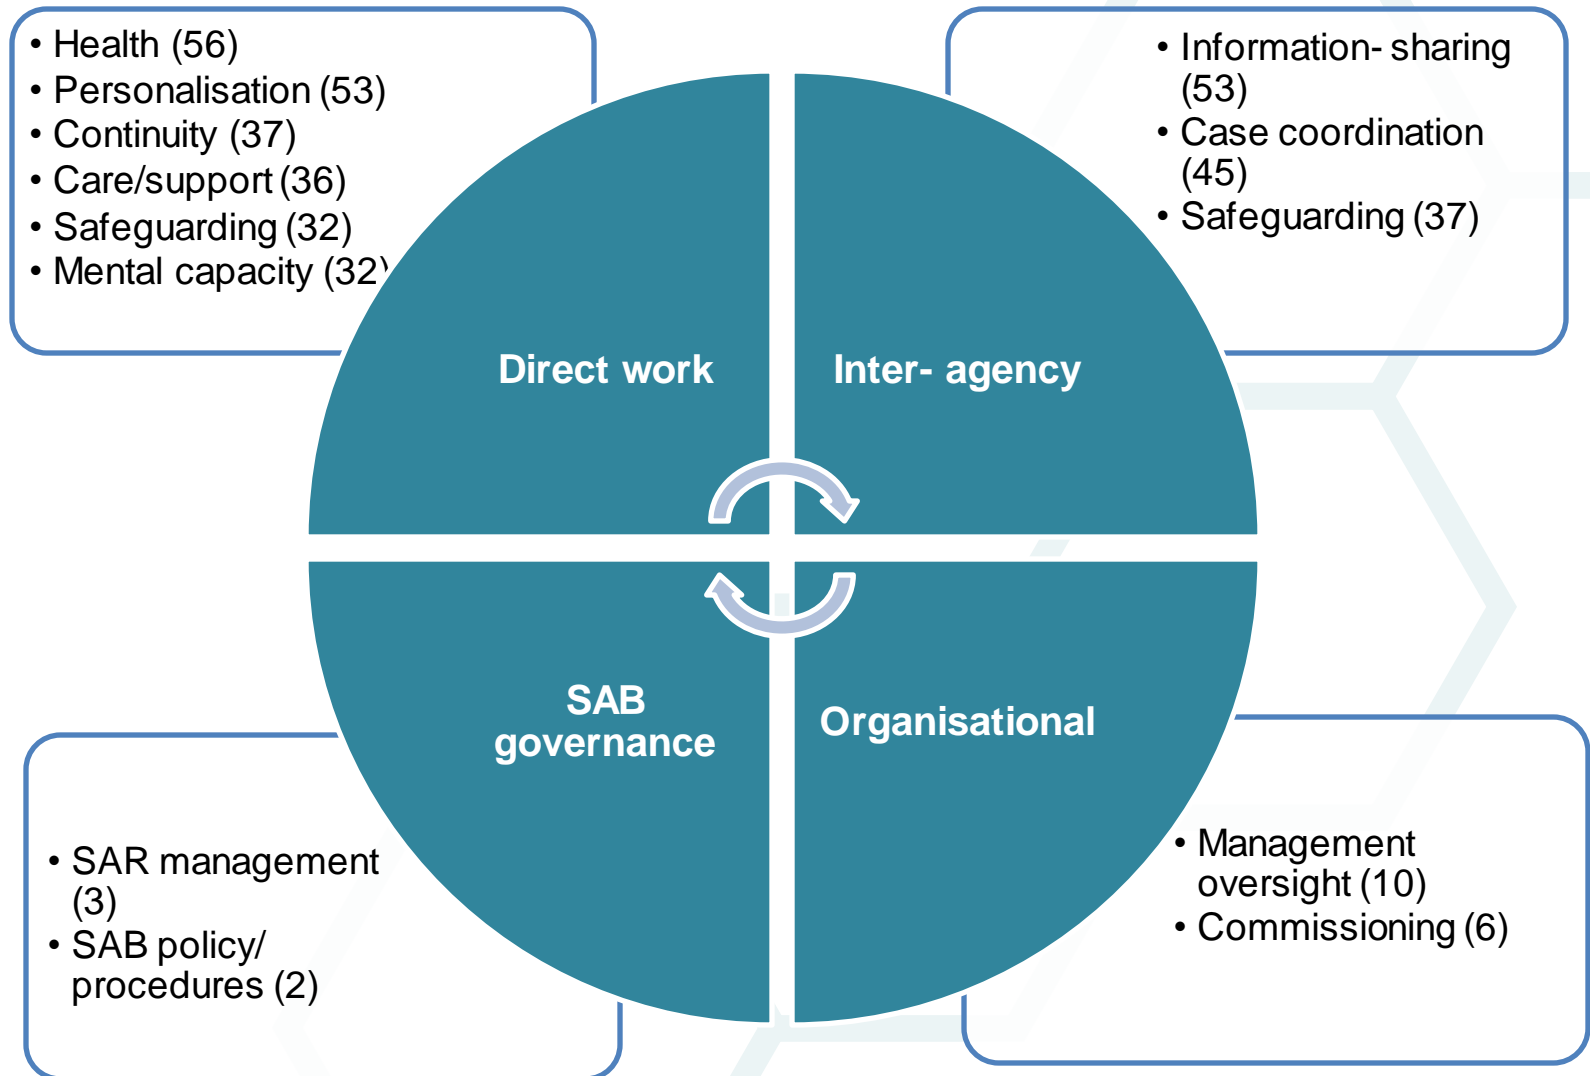 • Health (56)
• Personalisation (53)
• Continuity (37)
• Care/support (36)
• Safeguarding (32)
• Mental capacity (32)
• Information- sharing
(53)
• Case coordination
(45)
• Safeguarding (37)
Direct work
Inter- agency
SAB
governance
Organisational
• SAR management
(3)
• SAB policy/
procedures (2)
• Management
oversight (10)
• Commissioning (6)